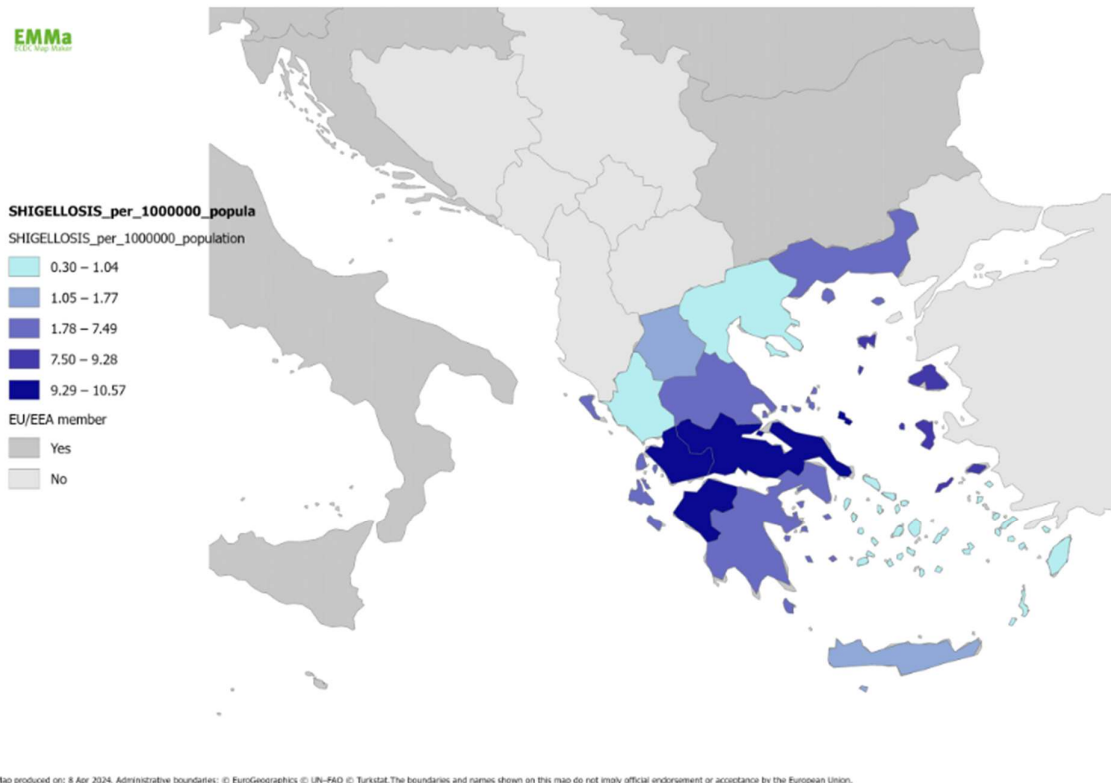 EMMa
ECDC Map Maker
SHIGELLOSIS_per_1000000_popula
SHIGELLOSIS_per_1000000_population
0.30 – 1.04
1.05 – 1.77
1.78 – 7.49
7.50 – 9.28
9.29 – 10.57
EU/EEA member
Yes
No
Map produced on: 8 Apr 2024. Administrative boundaries: © EuroGeographics © UN–FAO © Turkstat.The boundaries and names shown on this map do not imply official endorsement or acceptance by the European Union.